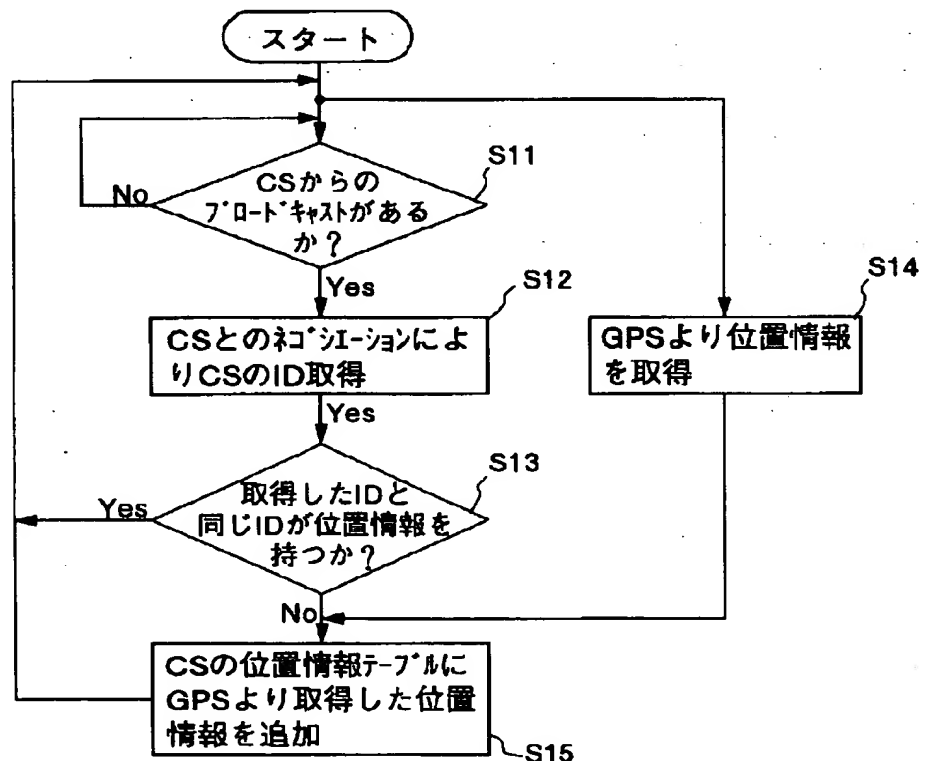 スタート
S11
CSからの
ブロードキャストがある
か?
No
Yes
S12
CSとのネゴシエーションによ
りCSのID取得
S14
GPSより位置情報
を取得
Yes
S13
取得したIDと
同じIDが位置情報を
持つか?
Yes
No
CSの位置情報テーブルに
GPSより取得した位置
情報を追加
S15